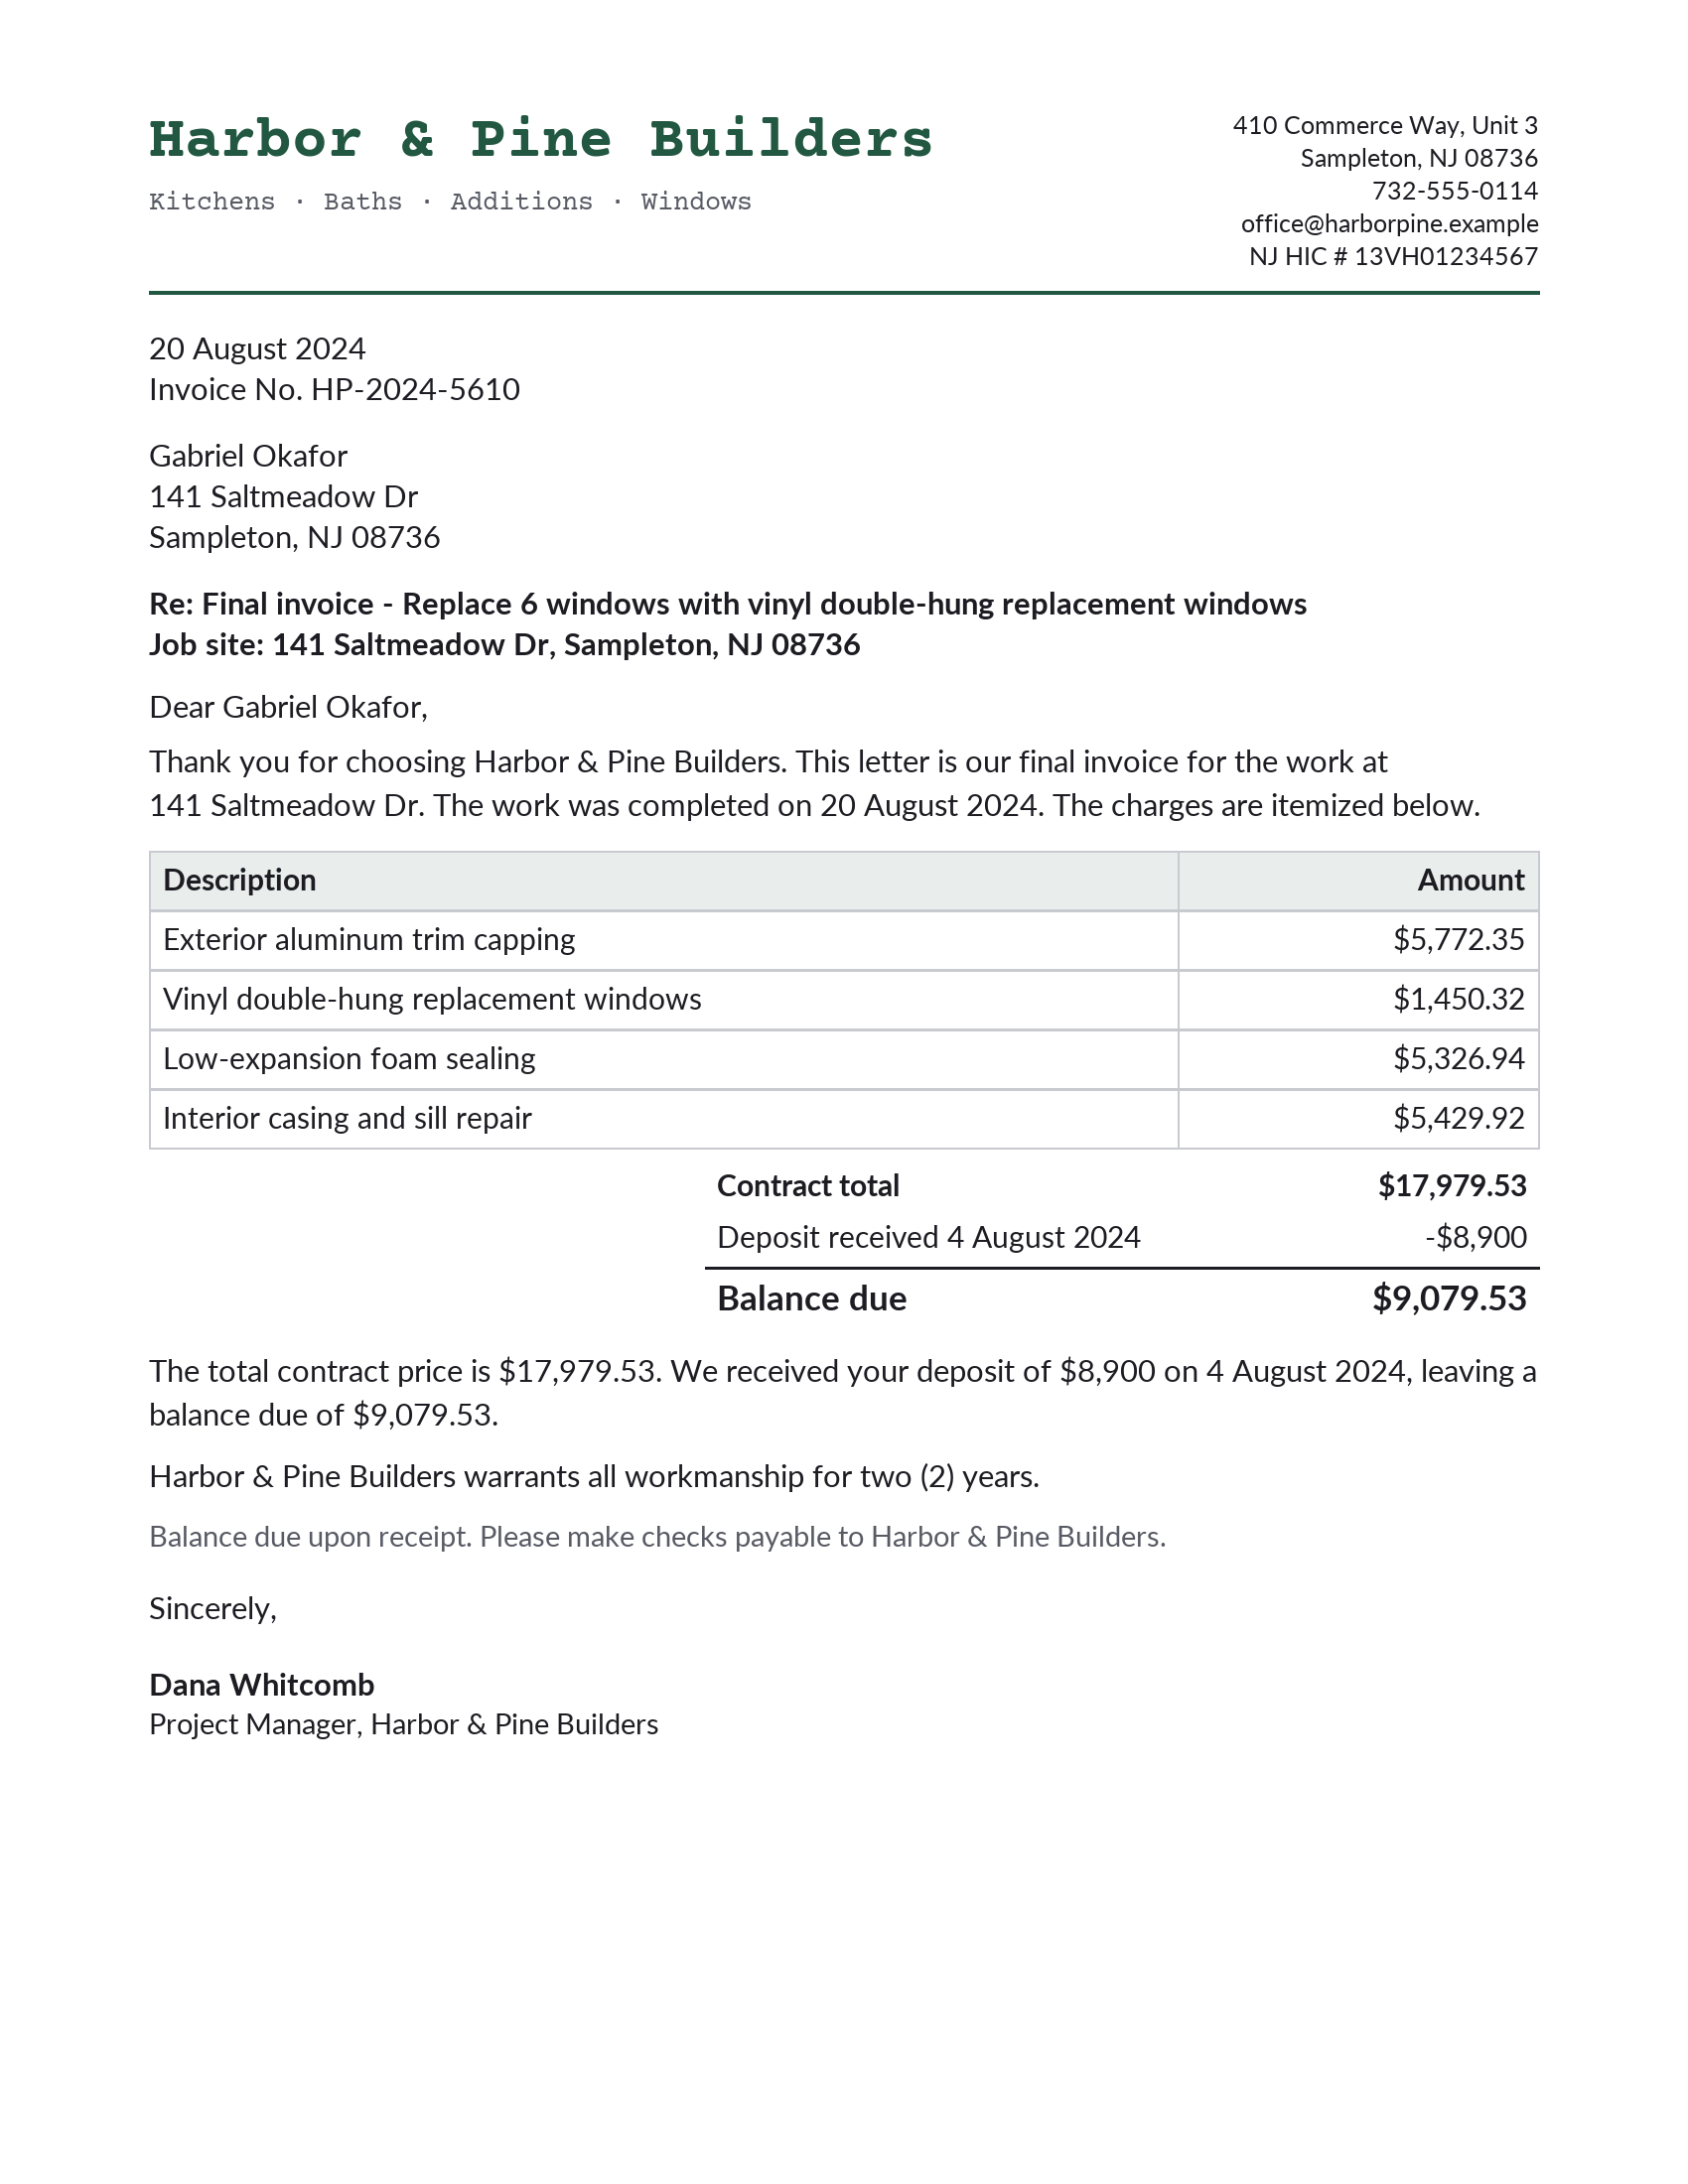 Harbor & Pine Builders
Kitchens · Baths · Additions · Windows
410 Commerce Way, Unit 3
Sampleton, NJ 08736
732-555-0114
office@harborpine.example
NJ HIC # 13VH01234567
20 August 2024
Invoice No. HP-2024-5610
Gabriel Okafor
141 Saltmeadow Dr
Sampleton, NJ 08736
Re: Final invoice - Replace 6 windows with vinyl double-hung replacement windows
Job site: 141 Saltmeadow Dr, Sampleton, NJ 08736
Dear Gabriel Okafor,
Thank you for choosing Harbor & Pine Builders. This letter is our final invoice for the work at
141 Saltmeadow Dr. The work was completed on 20 August 2024. The charges are itemized below.
Description Amount
Exterior aluminum trim capping $5,772.35
Vinyl double-hung replacement windows $1,450.32
Low-expansion foam sealing $5,326.94
Interior casing and sill repair $5,429.92
Contract total $17,979.53
Deposit received 4 August 2024 -$8,900
Balance due $9,079.53
The total contract price is $17,979.53. We received your deposit of $8,900 on 4 August 2024, leaving a
balance due of $9,079.53.
Harbor & Pine Builders warrants all workmanship for two (2) years.
Balance due upon receipt. Please make checks payable to Harbor & Pine Builders.
Sincerely,
Dana Whitcomb
Project Manager, Harbor & Pine Builders